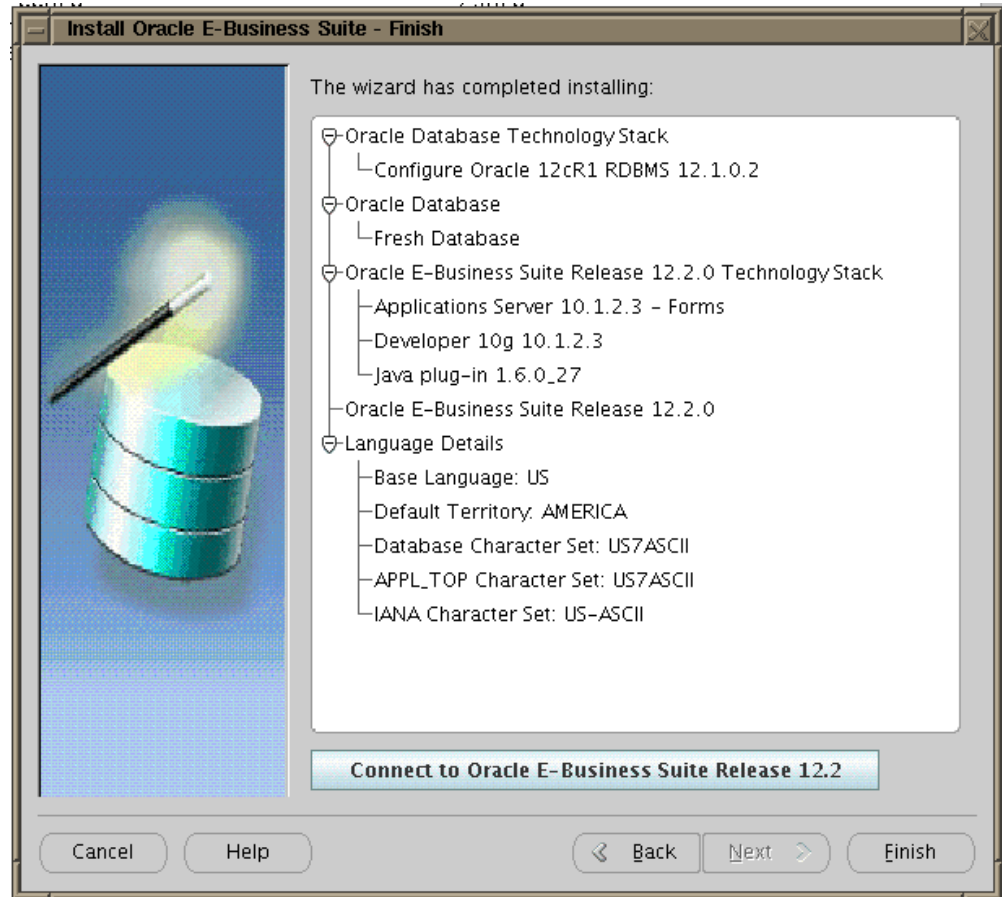 Install Oracle E-Business Suite - Finish
The wizard has completed installing:
Oracle Database Technology Stack
Configure Oracle 12cR1 RDBMS 12.1.0.2
Oracle Database
Fresh Database
Oracle E-Business Suite Release 12.2.0 Technology Stack
Applications Server 10.1.2.3 - Forms
Developer 10g 10.1.2.3
Java plug-in 1.6.0_27
Oracle E-Business Suite Release 12.2.0
Language Details
Base Language: US
Default Territory: AMERICA
Database Character Set: US7ASCII
APPL_TOP Character Set: US7ASCII
IANA Character Set: US-ASCII
Connect to Oracle E-Business Suite Release 12.2
Cancel Help Back Next Finish